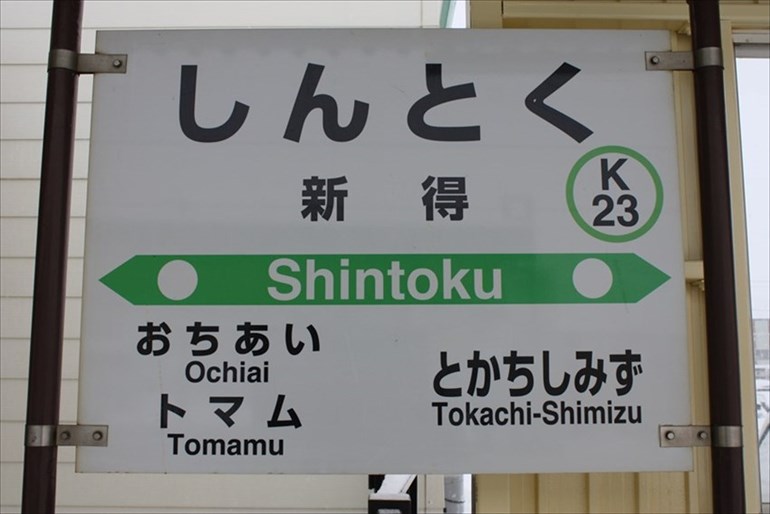 しんとく
新得
K
23
Shintoku
おちあい
Ochiai
トマム
Tomamu
とかちしみず
Tokachi-Shimizu